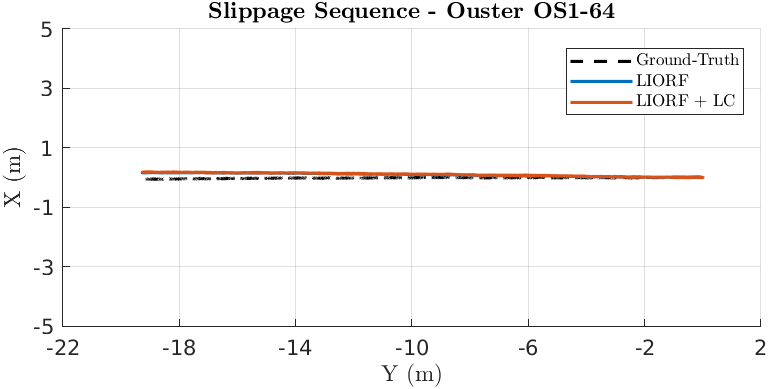 Slippage Sequence - Ouster OS1-64
5
3
1
-1
-3
-5
X (m)
Ground-Truth
LIORF
LIORF + LC
-22 -18 -14 -10 -6 -2 2
Y (m)